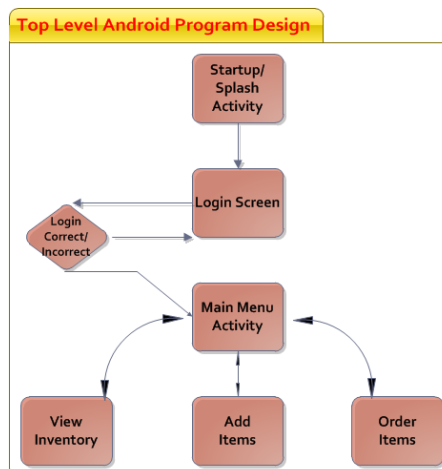 Top Level Android Program Design
Startup/
Splash
Activity
Login Screen
Login
Correct/
Incorrect
Main Menu
Activity
View
Inventory
Add
Items
Order
Items